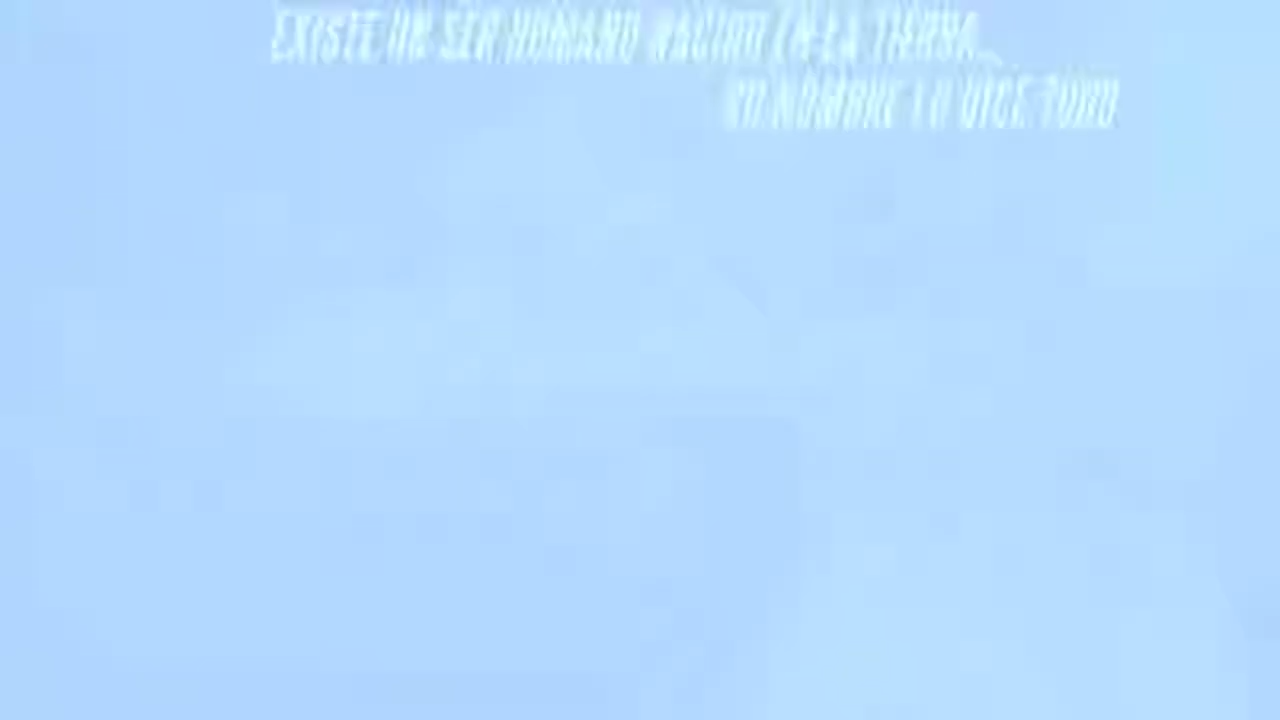 EXISTE UN SER HUMANO NACIDO EN LA TIERRA...
SU NOMBRE LO DICE TODO